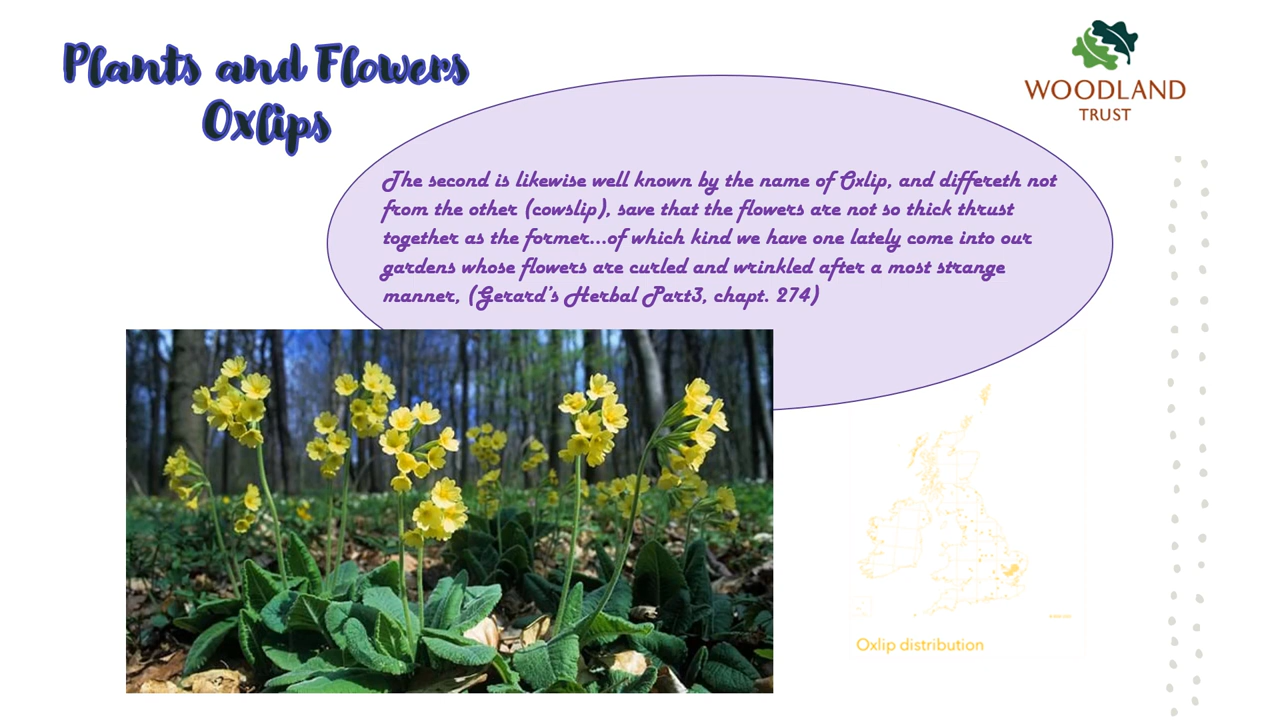 Plants and Flowers
Oxlips
WOODLAND
TRUST
The second is likewise well known by the name of Oxlip, and differeth not
from the other (cowslip), save that the flowers are not so thick thrust
together as the former...of which kind we have one lately come into our
gardens whose flowers are curled and wrinkled after a most strange
manner, (Gerard's Herbal Part3, chapt. 274)
Oxlip distribution